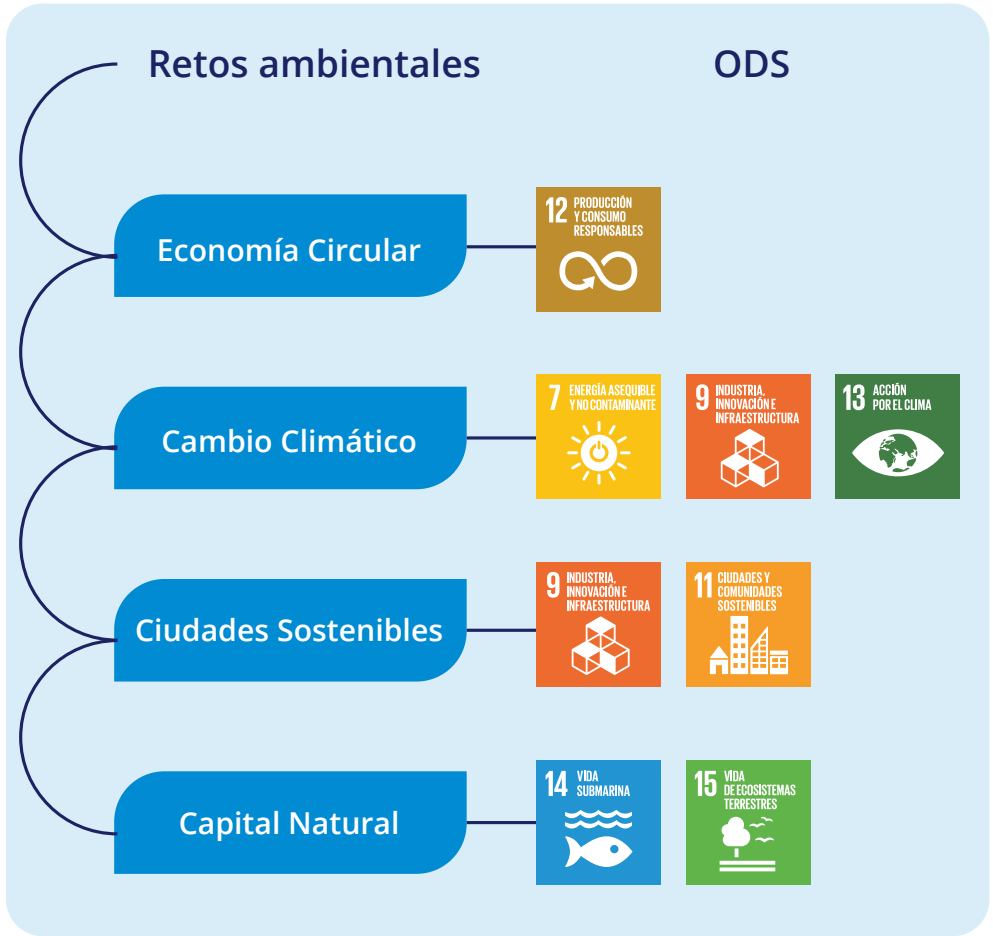 Retos ambientales
ODS
Economía Circular
12 PRODUCCIÓN
Y CONSUMO
RESPONSABLES
Cambio Climático
7 ENERGÍA ASEQUIBLE
Y NO CONTAMINANTE
9 INDUSTRIA,
INNOVACIÓN E
INFRAESTRUCTURA
13 ACCIÓN
POR EL CLIMA
Ciudades Sostenibles
9 INDUSTRIA,
INNOVACIÓN E
INFRAESTRUCTURA
11 CIUDADES Y
COMUNIDADES
SOSTENIBLES
Capital Natural
14 VIDA
SUBMARINA
15 VIDA
DE ECOSISTEMAS
TERRESTRES